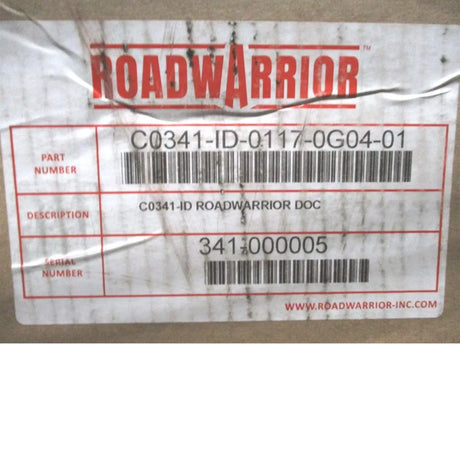 ROADWARRIOR™
PART NUMBER
C0341-ID-0117-0G04-01
DESCRIPTION
C0341-ID ROADWARRIOR DOC
SERIAL NUMBER
341-000005
WWW.ROADWARRIOR-INC.COM